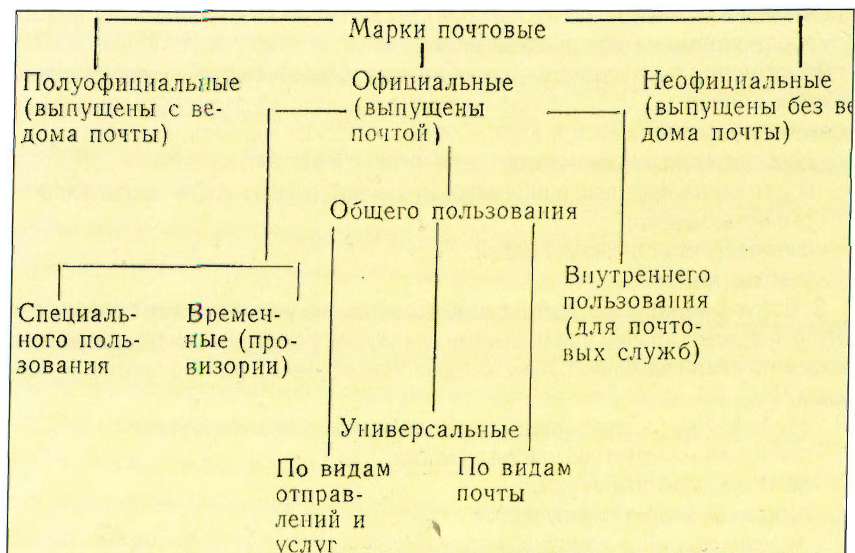 Марки почтовые
Полуофициальные
(выпущены с ве-
дома почты)
Официальные
(выпущены
почтой)
Неофициальные
(выпущены без ве
дома почты)
Общего пользования
Специаль-
ного поль-
зования
Времен-
ные (про-
визории)
Внутреннего
пользования
(для почто-
вых служб)
Универсальные
По видам
отправ-
лений и
услуг
По видам
почты